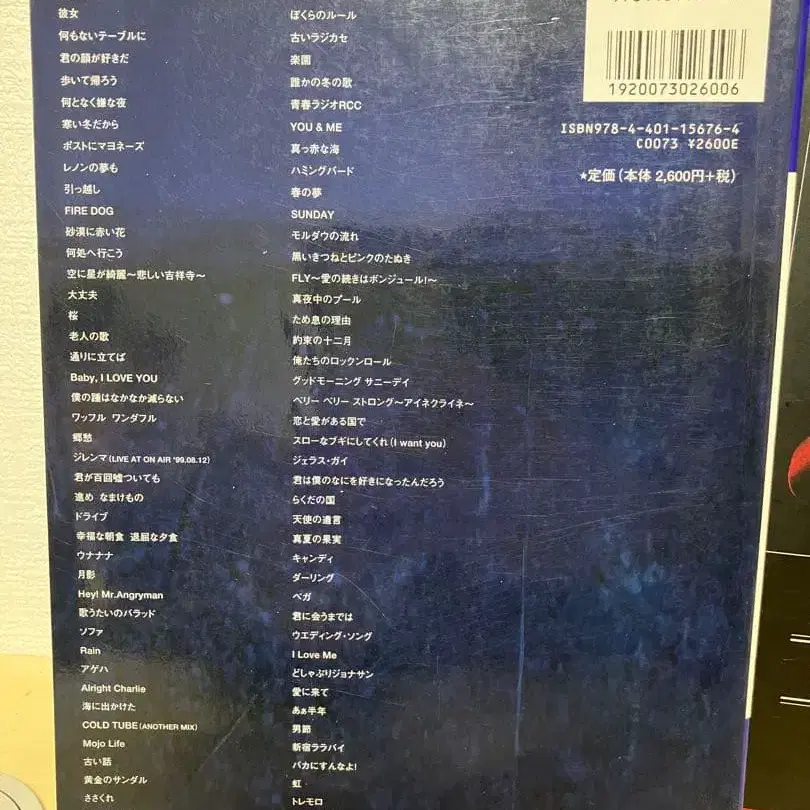 彼女
何もないテーブルに
君の顔が好きだ
歩いて帰ろう
何となく嫌な夜
寒い冬だから
ポストにマヨネーズ
レノンの夢も
引っ越し
FIRE DOG
砂漠に赤い花
何処へ行こう
空に星が綺麗〜悲しい吉祥寺〜
大丈夫
桜
老人の歌
通りに立てば
Baby, I LOVE YOU
僕の踵はなかなか減らない
ワッフル ワンダフル
郷愁
ジレンマ(LIVE AT ON AIR '99.08.12)
君が百回嘘ついても
進め なまけもの
ドライブ
幸福な朝食 退屈な夕食
ウナナナ
月影
Hey! Mr.Angryman
歌うたいのバラッド
ソファ
Rain
アゲハ
Alright Charlie
海に出かけた
COLD TUBE(ANOTHER MIX)
Mojo Life
古い話
黄金のサンダル
ささくれ
ぼくらのルール
古いラジカセ
楽園
誰かの冬の歌
青春ラジオRCC
YOU & ME
真っ赤な海
ハミングバード
春の夢
SUNDAY
モルダウの流れ
黒いきつねとピンクのたぬき
FLY〜愛の続きはボンジュール!〜
真夜中のプール
ため息の理由
約束の十二月
俺たちのロックンロール
グッドモーニング サニーデイ
ベリー ベリー ストロング〜アイネクライネ〜
恋と愛がある国で
スローなブギにしてくれ(I want you)
ジェラス・ガイ
君は僕のなにを好きになったんだろう
らくだの国
天使の遺言
真夏の果実
キャンディ
ダーリング
ベガ
君に会うまでは
ウエディング・ソング
I Love Me
どしゃぶりジョナサン
愛に来て
あぁ半年
男節
新宿ララバイ
バカにすんなよ!
虹
トレモロ
1920073026006
ISBN978-4-401-15676-4
C0073 ¥2600E
★定価(本体 2,600円+税)